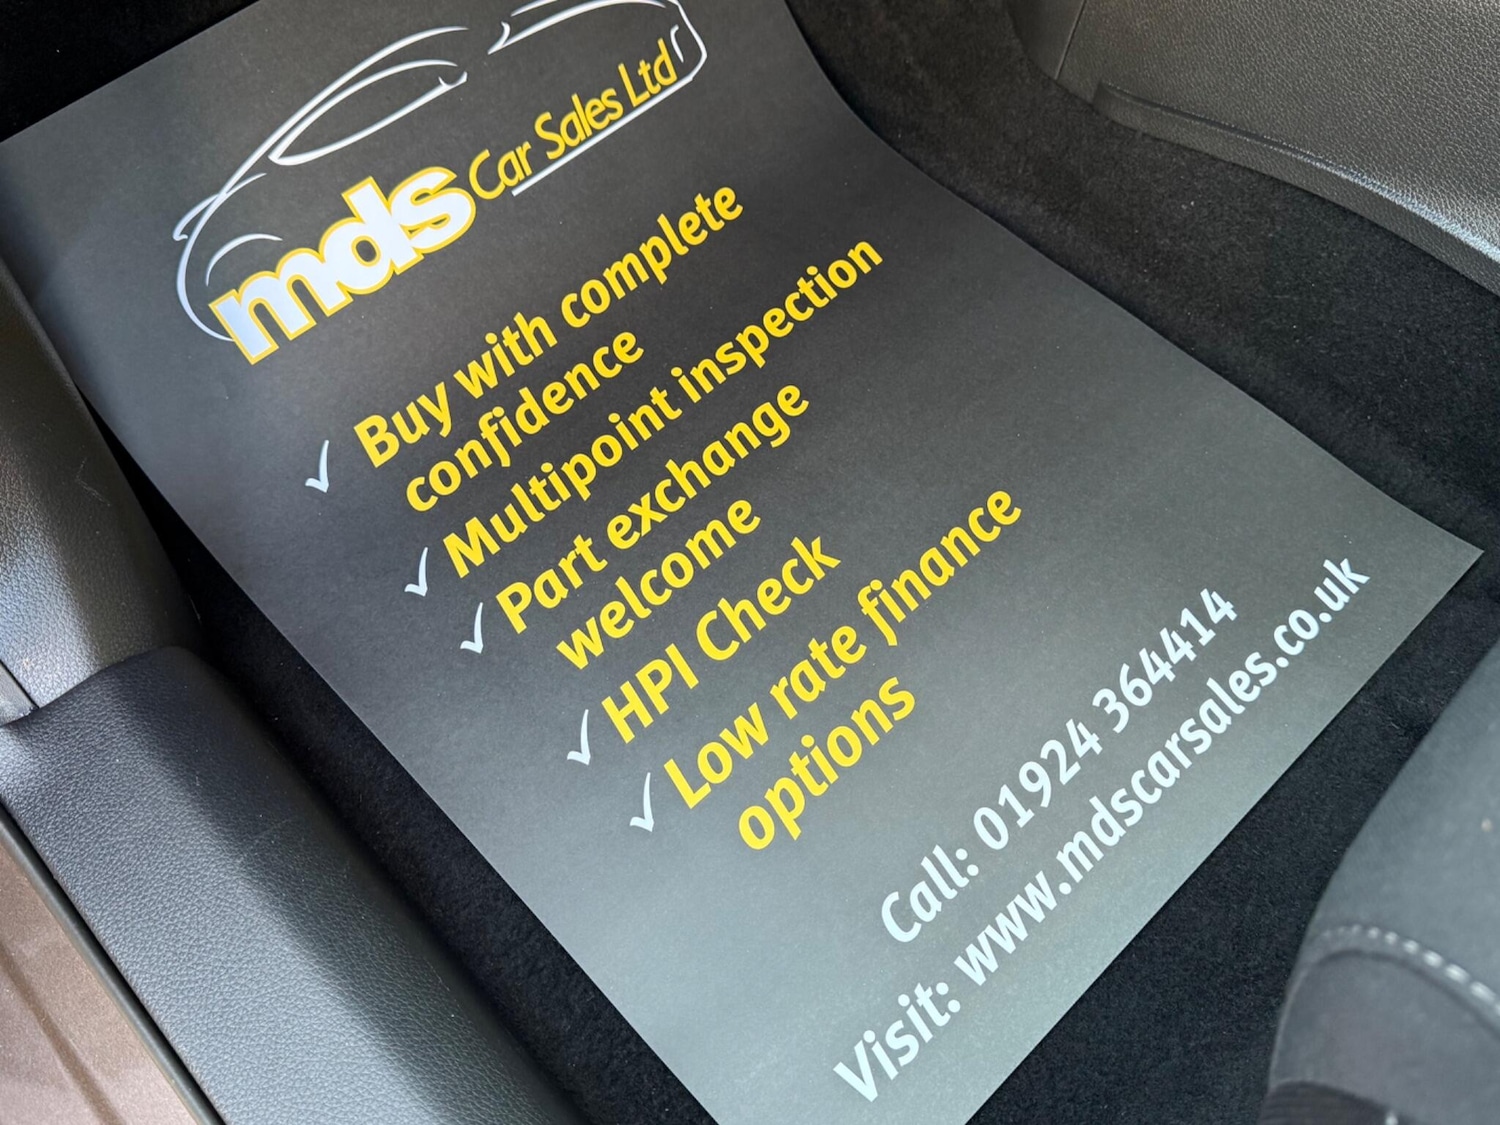 mds Car Sales Ltd
✓ Buy with complete
confidence
✓ Multipoint inspection
✓ Part exchange
welcome
✓ HPI Check
✓ Low rate finance
options
Call: 01924 364414
Visit: www.mdscarsales.co.uk